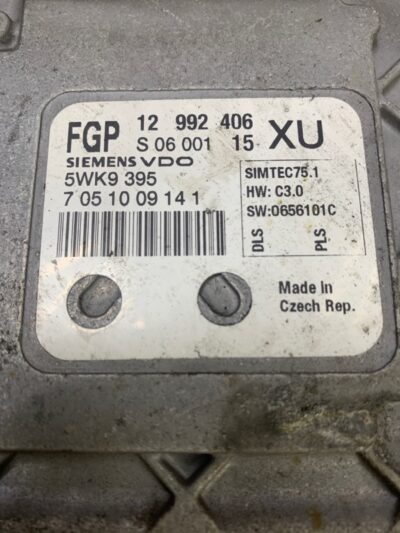 FGP 12 992 406 XU
S 06 001 15
SIEMENS VDO
5WK9 395
7 05 10 09 14 1
SIMTEC75.1
HW: C3.0
SW:0656101C
DLS PLS
Made In
Czech Rep.